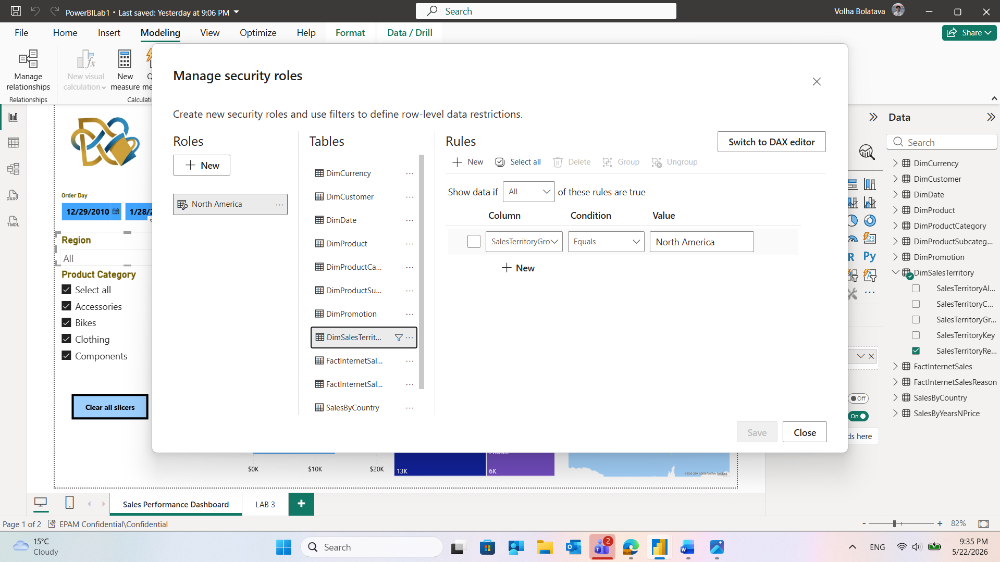 PowerBILab1 • Last saved: Yesterday at 9:06 PM
Search
Volha Bolatava
File
Home
Insert
Modeling
View
Optimize
Help
Format
Data / Drill
Share
Manage relationships
New visual calculation
New measure
Relationships
Manage security roles
Create new security roles and use filters to define row-level data restrictions.
Roles
New
North America
Tables
DimCurrency
DimCustomer
DimDate
DimProduct
DimProductCa...
DimProductSu...
DimPromotion
DimSalesTerrit...
FactInternetSal...
FactInternetSal...
SalesByCountry
Rules
Switch to DAX editor
New
Select all
Delete
Group
Ungroup
Show data if All of these rules are true
Column
Condition
Value
SalesTerritoryGro
Equals
North America
New
Save
Close
Order Day
12/29/2010
1/28/2
Region
All
Product Category
Select all
Accessories
Bikes
Clothing
Components
Clear all slicers
DAX
TMDL
$0K
$10K
$20K
13K
6K
France
Data
Search
DimCurrency
DimCustomer
DimDate
DimProduct
DimProductCategory
DimProductSubcateg...
DimPromotion
DimSalesTerritory
SalesTerritoryAl...
SalesTerritoryC...
SalesTerritoryGr...
SalesTerritoryKey
SalesTerritoryRe...
FactInternetSales
FactInternetSalesReason
SalesByCountry
SalesByYearsNPrice
123
R
Py
Off
On
ds here
Sales Performance Dashboard
LAB 3
Page 1 of 2
EPAM Confidential\Confidential
82%
15°C
Cloudy
Search
2
ENG
9:35 PM
5/22/2026